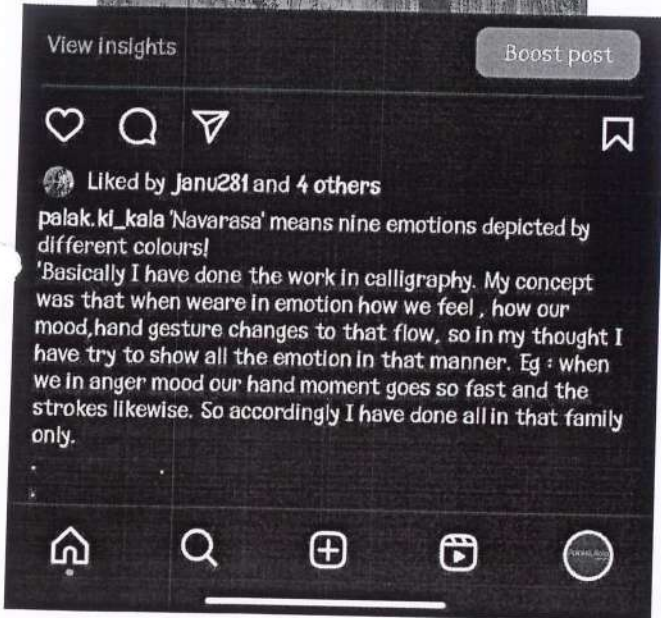 View insights
Boost post
Liked by janu281 and 4 others
palak.ki_kala 'Navarasa' means nine emotions depicted by
different colours!
'Basically I have done the work in calligraphy. My concept
was that when weare in emotion how we feel , how our
mood,hand gesture changes to that flow, so in my thought I
have try to show all the emotion in that manner. Eg : when
we in anger mood our hand moment goes so fast and the
strokes likewise. So accordingly I have done all in that family
only.
.
.